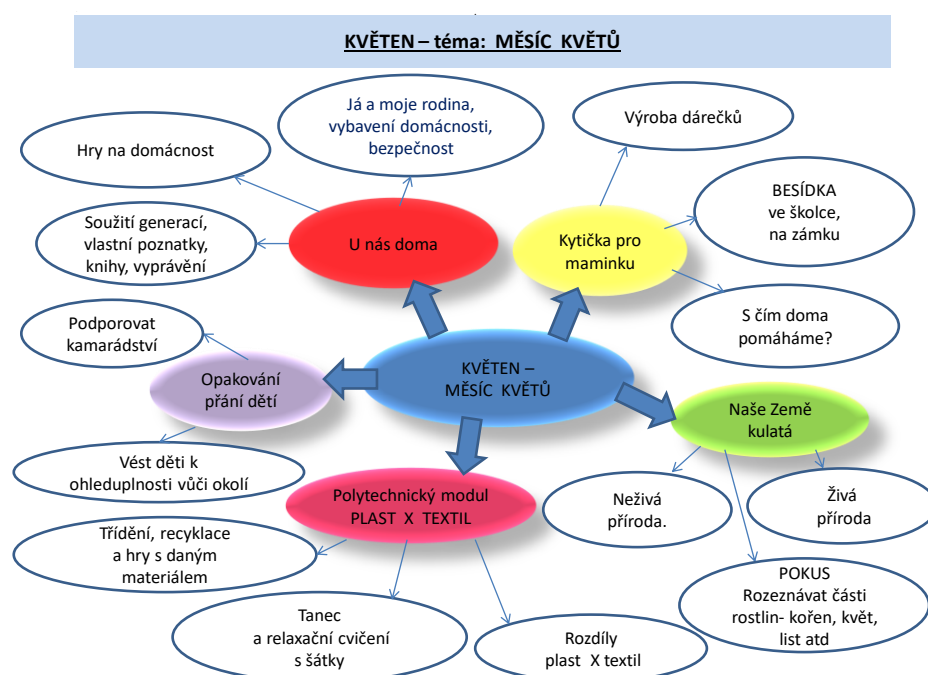 KVĚTEN – téma: MĚSÍC KVĚTŮ
Já a moje rodina,
vybavení domácnosti,
bezpečnost
Výroba dárečků
Hry na domácnost
BESÍDKA
ve školce,
na zámku
Soužití generací,
vlastní poznatky,
knihy, vyprávění
U nás doma
Kytička pro
maminku
S čím doma
pomáháme?
Podporovat
kamarádství
KVĚTEN –
MĚSÍC KVĚTŮ
Opakování
přání dětí
Naše Země
kulatá
Vést děti k
ohleduplnosti vůči okolí
Polytechnický modul
PLAST X TEXTIL
Neživá
příroda.
Živá
příroda
Třídění, recyklace
a hry s daným
materiálem
POKUS
Rozeznávat části
rostlin- kořen, květ,
list atd
Tanec
a relaxační cvičení
s šátky
Rozdíly
plast X textil